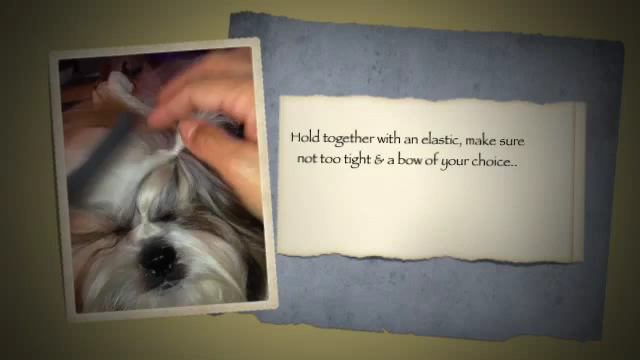 Hold together with an elastic, make sure
not too tight & a bow of your choice..